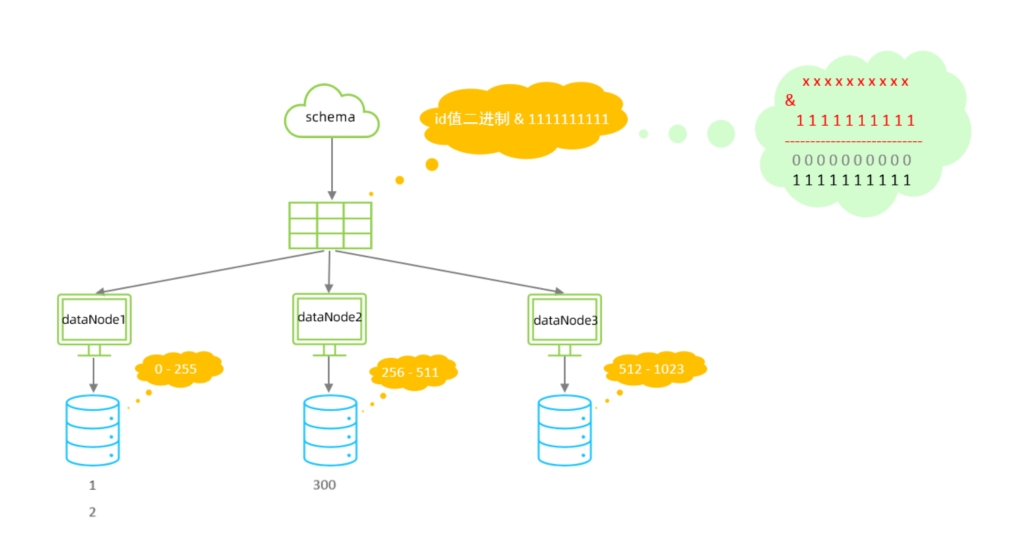 schema
id值二进制 & 1111111111
x x x x x x x x x x
&
1 1 1 1 1 1 1 1 1 1
---------------------------
0 0 0 0 0 0 0 0 0 0
1 1 1 1 1 1 1 1 1 1
dataNode1
dataNode2
dataNode3
0 - 255
256 - 511
512 - 1023
1
300
2